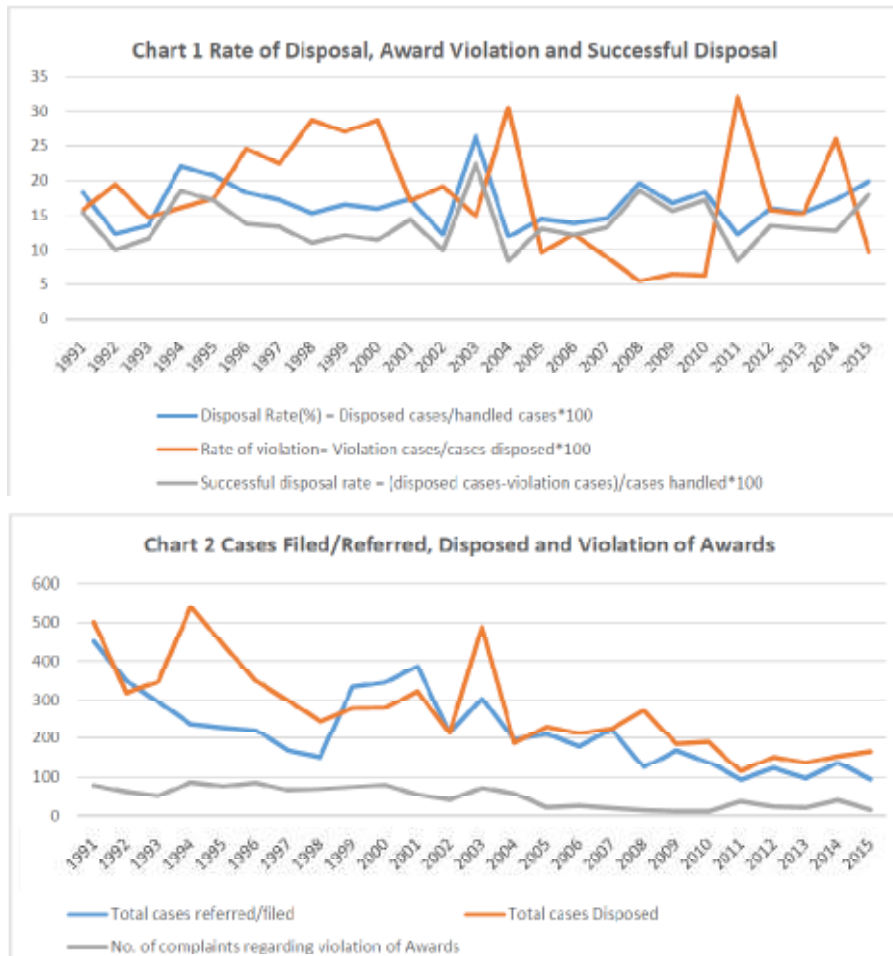 Chart 1 Rate of Disposal, Award Violation and Successful Disposal
35
30
25
20
15
10
5
0
1991 1992 1993 1994 1995 1996 1997 1998 1999 2000 2001 2002 2003 2004 2005 2006 2007 2008 2009 2010 2011 2012 2013 2014 2015
Disposal Rate(%) = Disposed cases/handled cases*100
Rate of violation= Violation cases/cases disposed*100
Successful disposal rate = (disposed cases-violation cases)/cases handled*100
Chart 2 Cases Filed/Referred, Disposed and Violation of Awards
600
500
400
300
200
100
0
1991 1992 1993 1994 1995 1996 1997 1998 1999 2000 2001 2002 2003 2004 2005 2006 2007 2008 2009 2010 2011 2012 2013 2014 2015
Total cases referred/filed Total cases Disposed
No. of complaints regarding violation of Awards